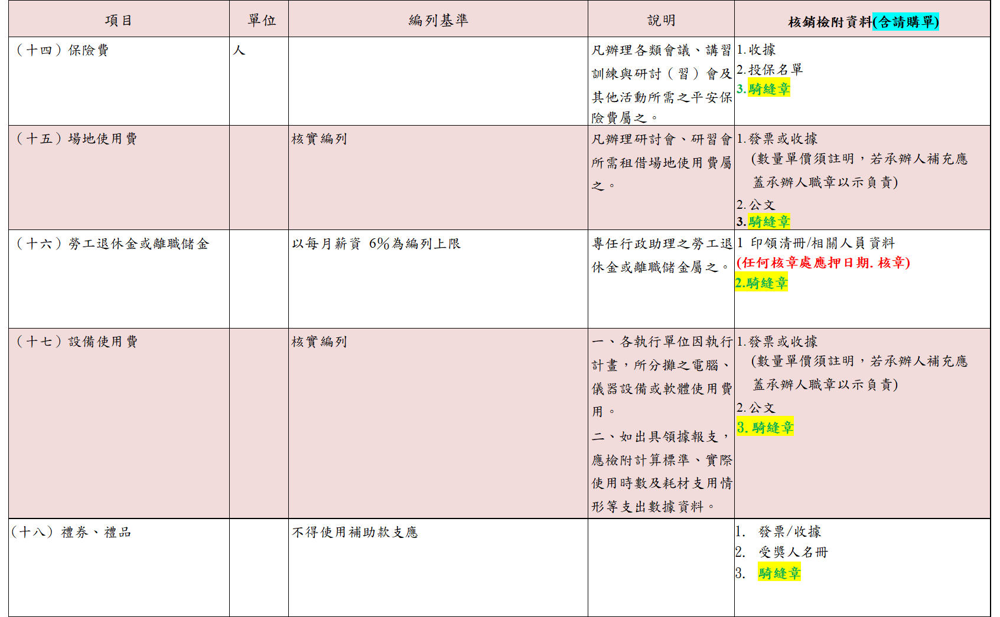 項目
單位
編列基準
說明
核銷檢附資料(含請購單)
（十四）保險費
人
凡辦理各類會議、講習
訓練與研討（習）會及
其他活動所需之平安保
險費屬之。
1.收據
2.投保名單
3.騎縫章
（十五）場地使用費
核實編列
凡辦理研討會、研習會
所需租借場地使用費屬
之。
1.發票或收據
(數量單價須註明，若承辦人補充應
蓋承辦人職章以示負責)
2.公文
3.騎縫章
（十六）勞工退休金或離職儲金
以每月薪資 6%為編列上限
專任行政助理之勞工退
休金或離職儲金屬之。
1 印領清冊/相關人員資料
(任何核章處應押日期.核章)
2.騎縫章
（十七）設備使用費
核實編列
一、各執行單位因執行
計畫，所分攤之電腦、
儀器設備或軟體使用費
用。
二、如出具領據報支，
應檢附計算標準、實際
使用時數及耗材支用情
形等支出數據資料。
1.發票或收據
(數量單價須註明，若承辦人補充應
蓋承辦人職章以示負責)
2.公文
3.騎縫章
（十八）禮券、禮品
不得使用補助款支應
1. 發票/收據
2. 受獎人名冊
3. 騎縫章